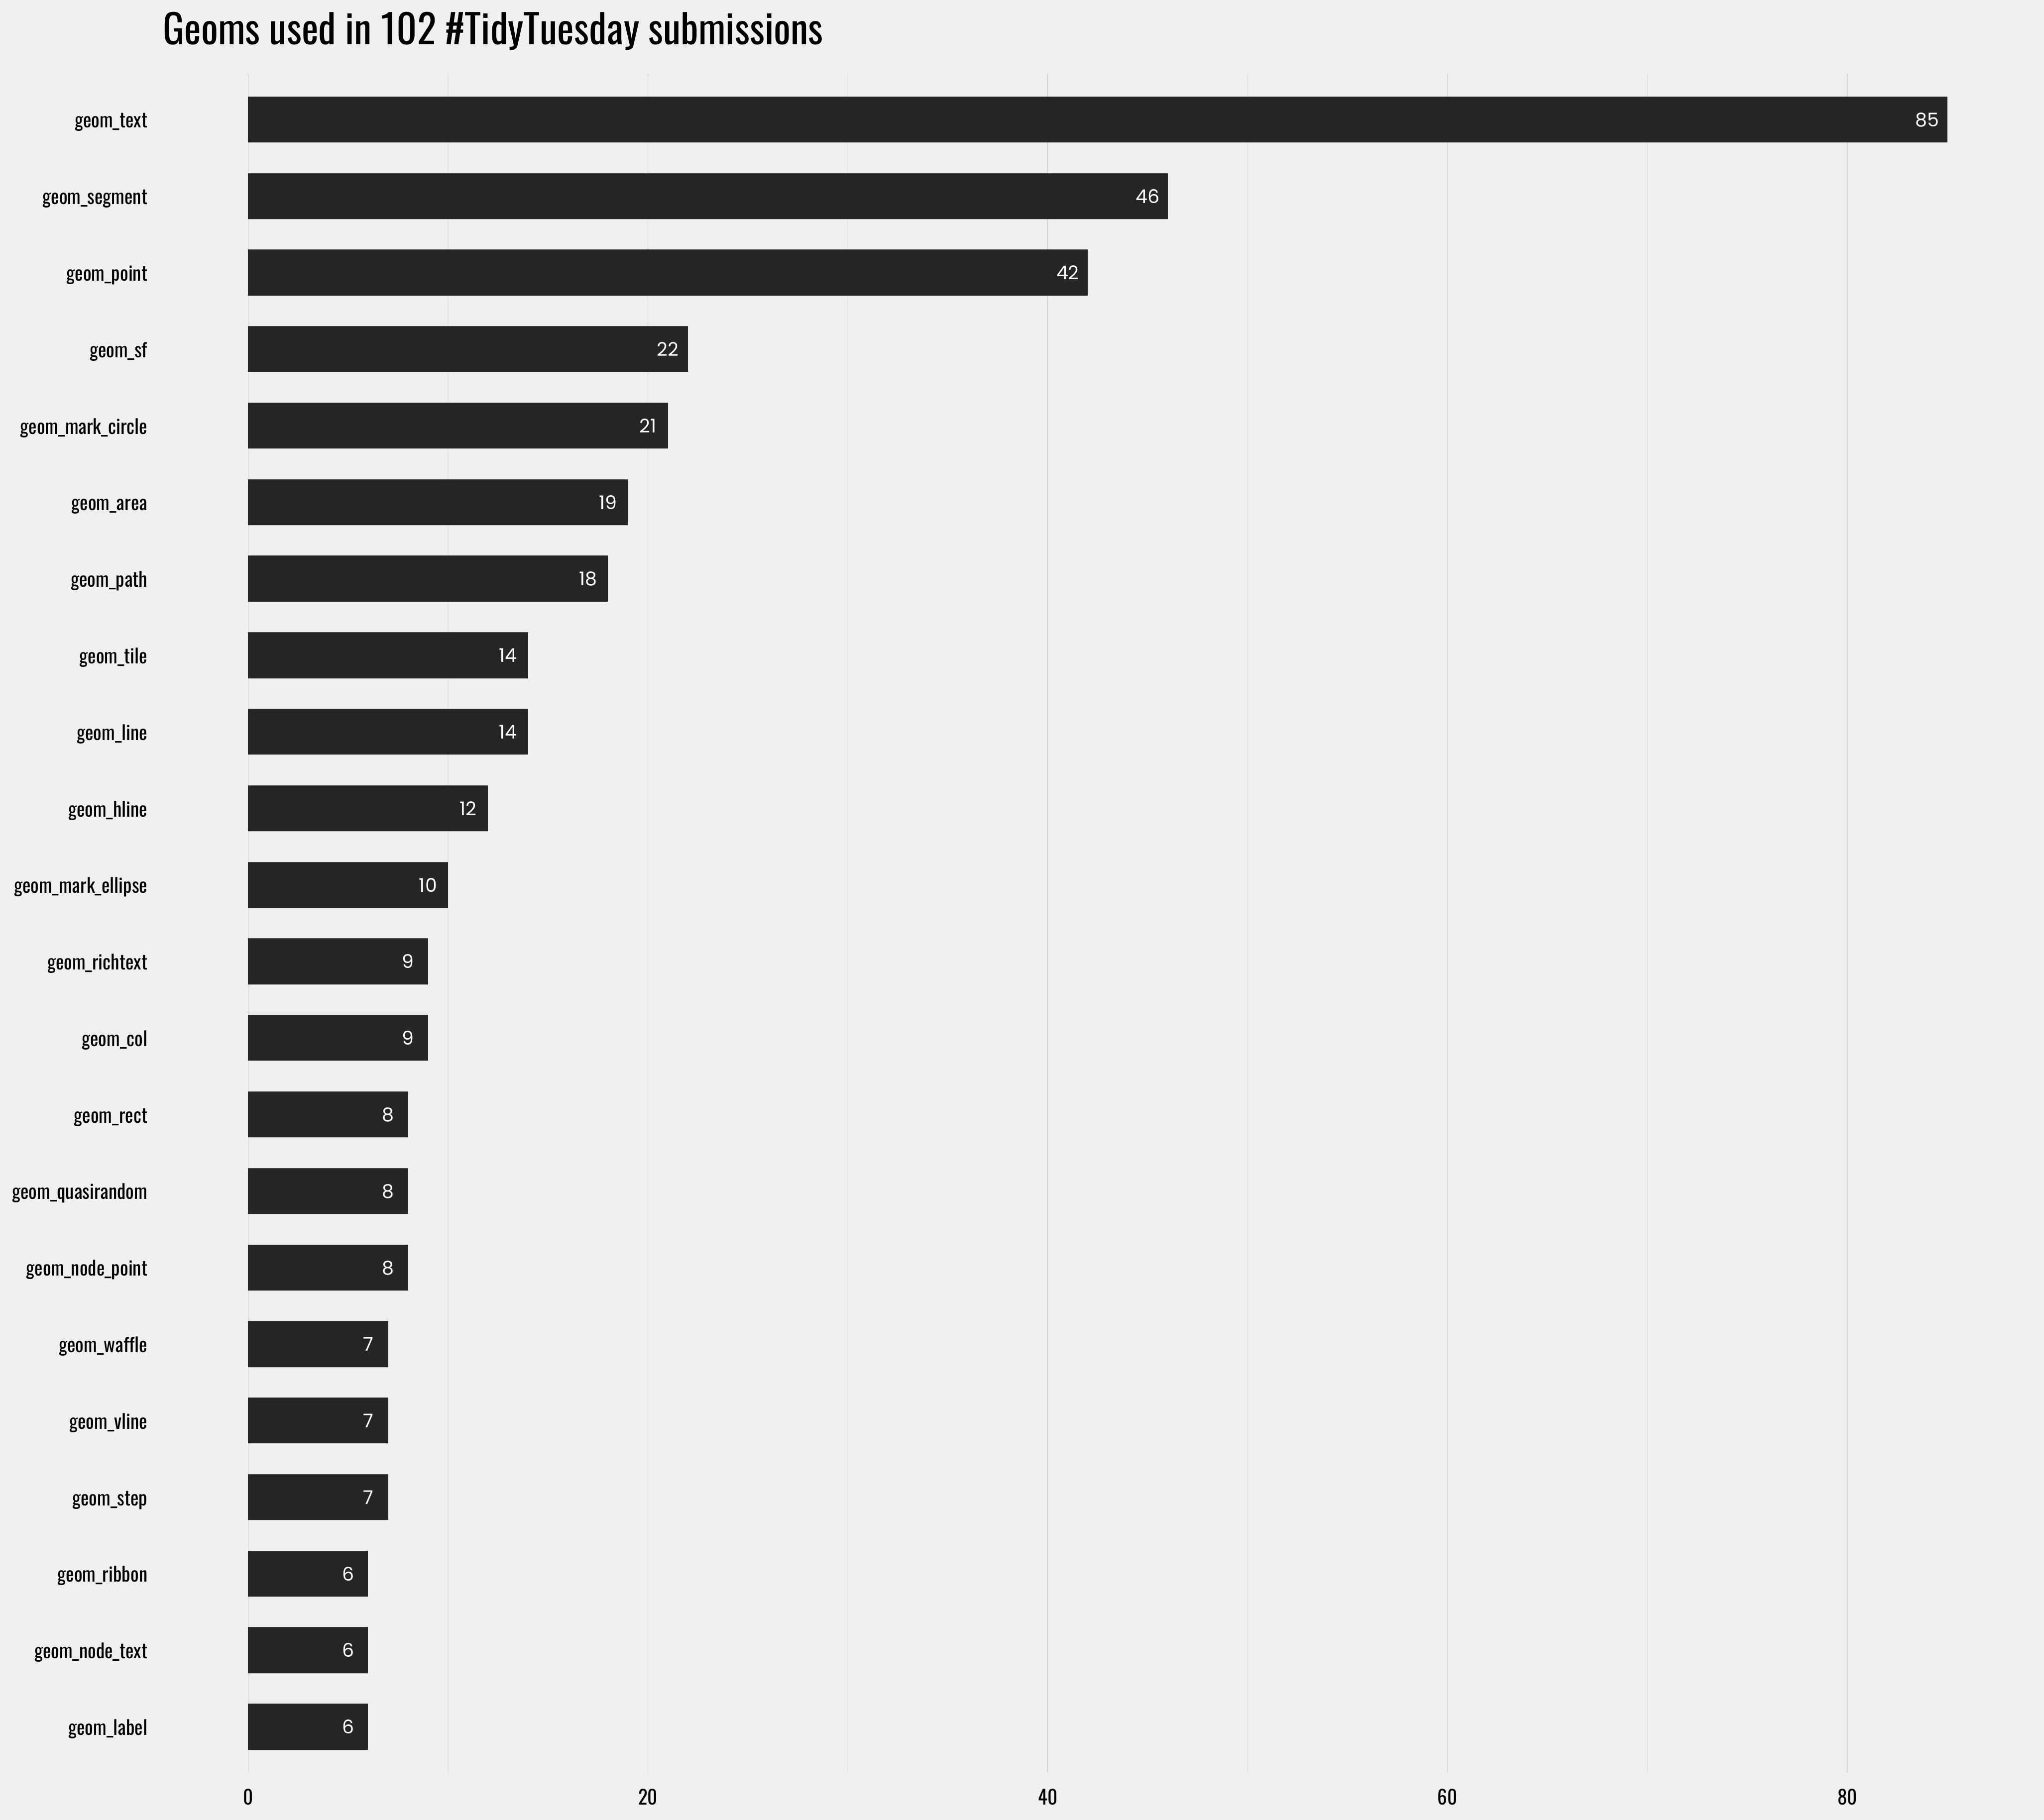 Geoms used in 102 #TidyTuesday submissions
geom_text 85
geom_segment 46
geom_point 42
geom_sf 22
geom_mark_circle 21
geom_area 19
geom_path 18
geom_tile 14
geom_line 14
geom_hline 12
geom_mark_ellipse 10
geom_richtext 9
geom_col 9
geom_rect 8
geom_quasirandom 8
geom_node_point 8
geom_waffle 7
geom_vline 7
geom_step 7
geom_ribbon 6
geom_node_text 6
geom_label 6
0 20 40 60 80